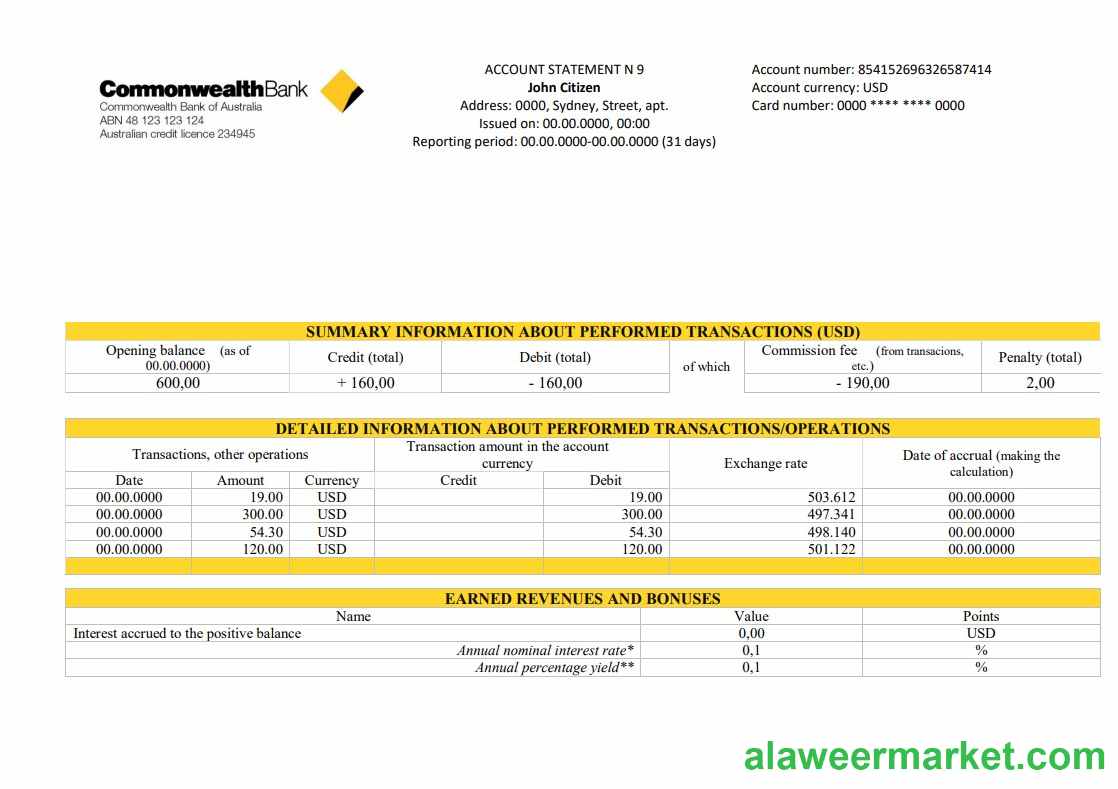 CommonwealthBank
Commonwealth Bank of Australia
ABN 48 123 123 124
Australian credit licence 234945
ACCOUNT STATEMENT N 9
John Citizen
Address: 0000, Sydney, Street, apt.
Issued on: 00.00.0000, 00:00
Reporting period: 00.00.0000-00.00.0000 (31 days)
Account number: 854152696326587414
Account currency: USD
Card number: 0000 **** **** 0000
SUMMARY INFORMATION ABOUT PERFORMED TRANSACTIONS (USD)
Opening balance (as of
00.00.0000)
Credit (total)
Debit (total)
of which
Commission fee (from transacions,
etc.)
Penalty (total)
600,00 + 160,00 - 160,00 - 190,00 2,00
DETAILED INFORMATION ABOUT PERFORMED TRANSACTIONS/OPERATIONS
Transactions, other operations
Transaction amount in the account
currency
Exchange rate
Date of accrual (making the
calculation)
Date Amount Currency Credit Debit
00.00.0000 19.00 USD 19.00 503.612 00.00.0000
00.00.0000 300.00 USD 300.00 497.341 00.00.0000
00.00.0000 54.30 USD 54.30 498.140 00.00.0000
00.00.0000 120.00 USD 120.00 501.122 00.00.0000
EARNED REVENUES AND BONUSES
Name Value Points
Interest accrued to the positive balance 0,00 USD
Annual nominal interest rate* 0,1 %
Annual percentage yield** 0,1 %
alaweermarket.com